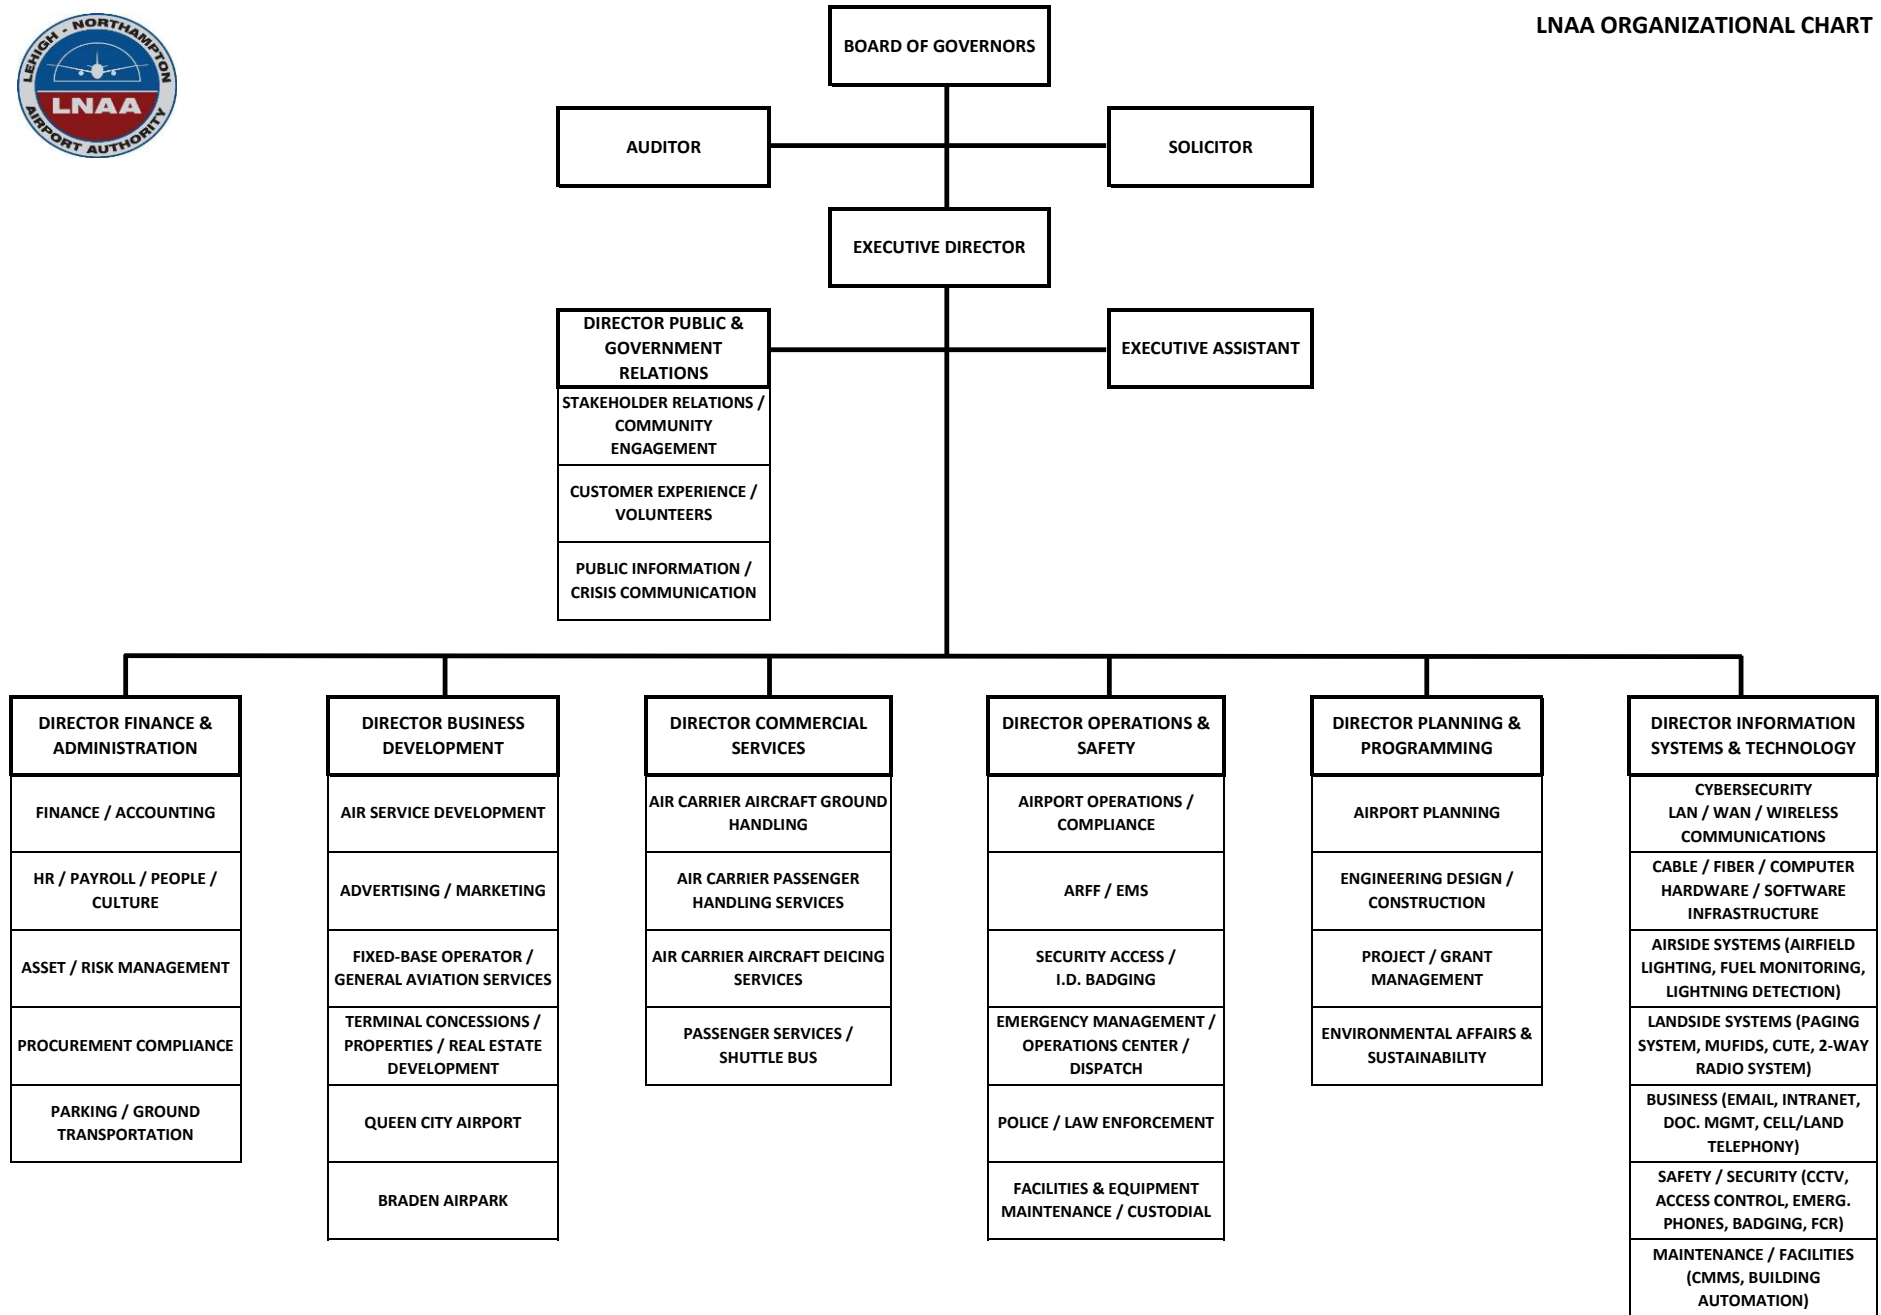 LEHIGH - NORTHAMPTON
LNAA
AIRPORT AUTHORITY
LNAA ORGANIZATIONAL CHART
BOARD OF GOVERNORS
AUDITOR
SOLICITOR
EXECUTIVE DIRECTOR
DIRECTOR PUBLIC &
GOVERNMENT
RELATIONS
EXECUTIVE ASSISTANT
STAKEHOLDER RELATIONS /
COMMUNITY
ENGAGEMENT
CUSTOMER EXPERIENCE /
VOLUNTEERS
PUBLIC INFORMATION /
CRISIS COMMUNICATION
DIRECTOR FINANCE &
ADMINISTRATION
FINANCE / ACCOUNTING
HR / PAYROLL / PEOPLE /
CULTURE
ASSET / RISK MANAGEMENT
PROCUREMENT COMPLIANCE
PARKING / GROUND
TRANSPORTATION
DIRECTOR BUSINESS
DEVELOPMENT
AIR SERVICE DEVELOPMENT
ADVERTISING / MARKETING
FIXED-BASE OPERATOR /
GENERAL AVIATION SERVICES
TERMINAL CONCESSIONS /
PROPERTIES / REAL ESTATE
DEVELOPMENT
QUEEN CITY AIRPORT
BRADEN AIRPARK
DIRECTOR COMMERCIAL
SERVICES
AIR CARRIER AIRCRAFT GROUND
HANDLING
AIR CARRIER PASSENGER
HANDLING SERVICES
AIR CARRIER AIRCRAFT DEICING
SERVICES
PASSENGER SERVICES /
SHUTTLE BUS
DIRECTOR OPERATIONS &
SAFETY
AIRPORT OPERATIONS /
COMPLIANCE
ARFF / EMS
SECURITY ACCESS /
I.D. BADGING
EMERGENCY MANAGEMENT /
OPERATIONS CENTER /
DISPATCH
POLICE / LAW ENFORCEMENT
FACILITIES & EQUIPMENT
MAINTENANCE / CUSTODIAL
DIRECTOR PLANNING &
PROGRAMMING
AIRPORT PLANNING
ENGINEERING DESIGN /
CONSTRUCTION
PROJECT / GRANT
MANAGEMENT
ENVIRONMENTAL AFFAIRS &
SUSTAINABILITY
DIRECTOR INFORMATION
SYSTEMS & TECHNOLOGY
CYBERSECURITY
LAN / WAN / WIRELESS
COMMUNICATIONS
CABLE / FIBER / COMPUTER
HARDWARE / SOFTWARE
INFRASTRUCTURE
AIRSIDE SYSTEMS (AIRFIELD
LIGHTING, FUEL MONITORING,
LIGHTNING DETECTION)
LANDSIDE SYSTEMS (PAGING
SYSTEM, MUFIDS, CUTE, 2-WAY
RADIO SYSTEM)
BUSINESS (EMAIL, INTRANET,
DOC. MGMT, CELL/LAND
TELEPHONY)
SAFETY / SECURITY (CCTV,
ACCESS CONTROL, EMERG.
PHONES, BADGING, FCR)
MAINTENANCE / FACILITIES
(CMMS, BUILDING
AUTOMATION)